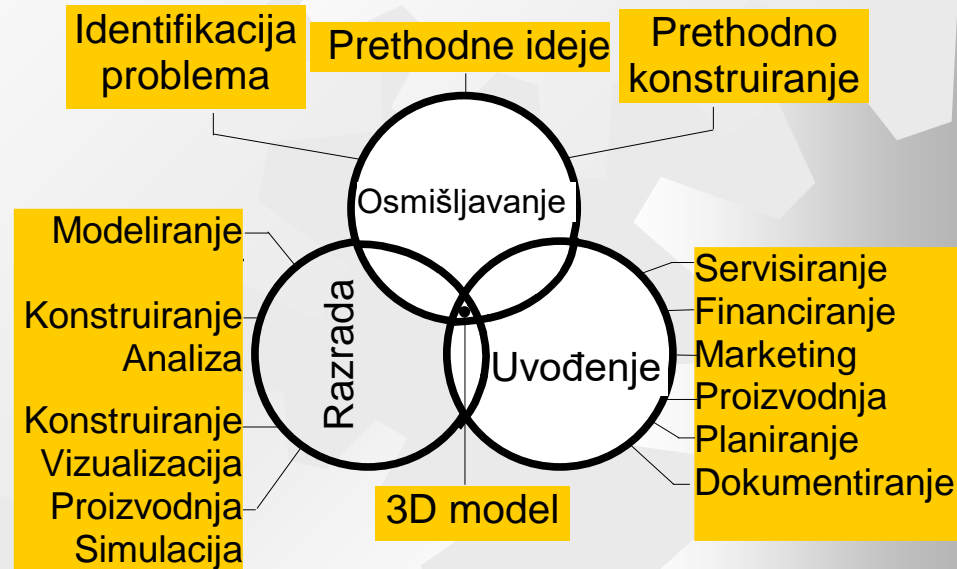 Identifikacija
problema
Prethodne ideje
Prethodno
konstruiranje
Osmišljavanje
Modeliranje
Konstruiranje
Analiza
Konstruiranje
Vizualizacija
Proizvodnja
Simulacija
Razrada
Uvođenje
Servisiranje
Financiranje
Marketing
Proizvodnja
Planiranje
Dokumentiranje
3D model